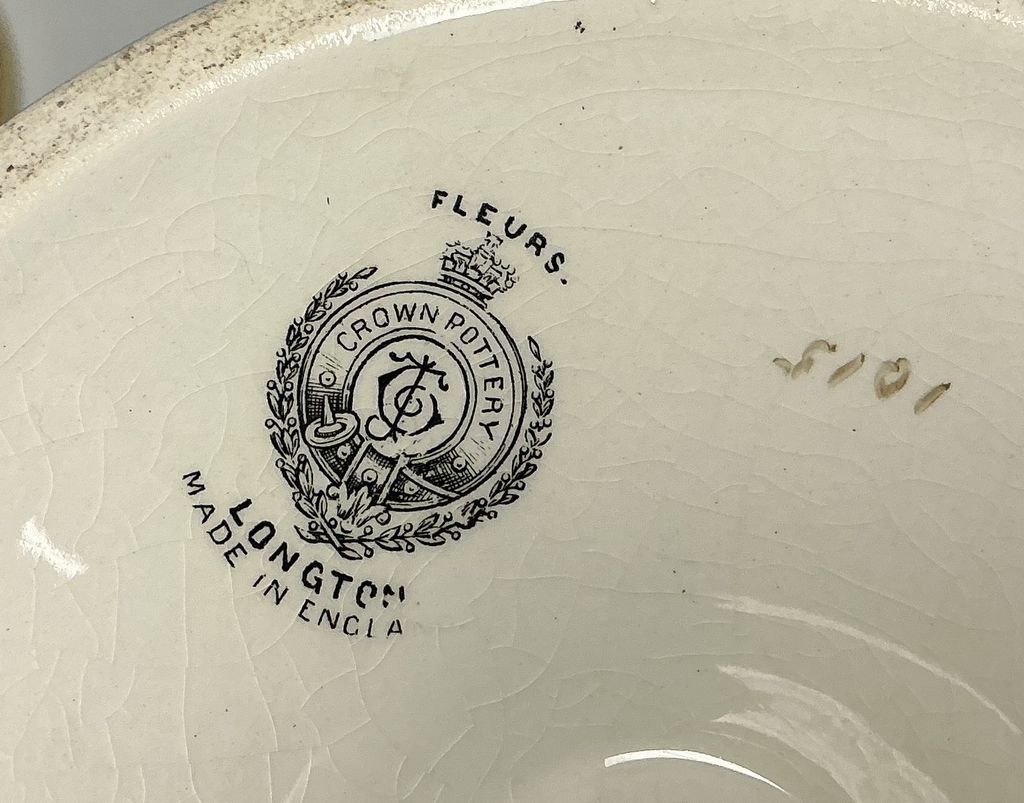 FLEURS.
CROWN POTTERY
LONGTON
MADE IN ENGLA